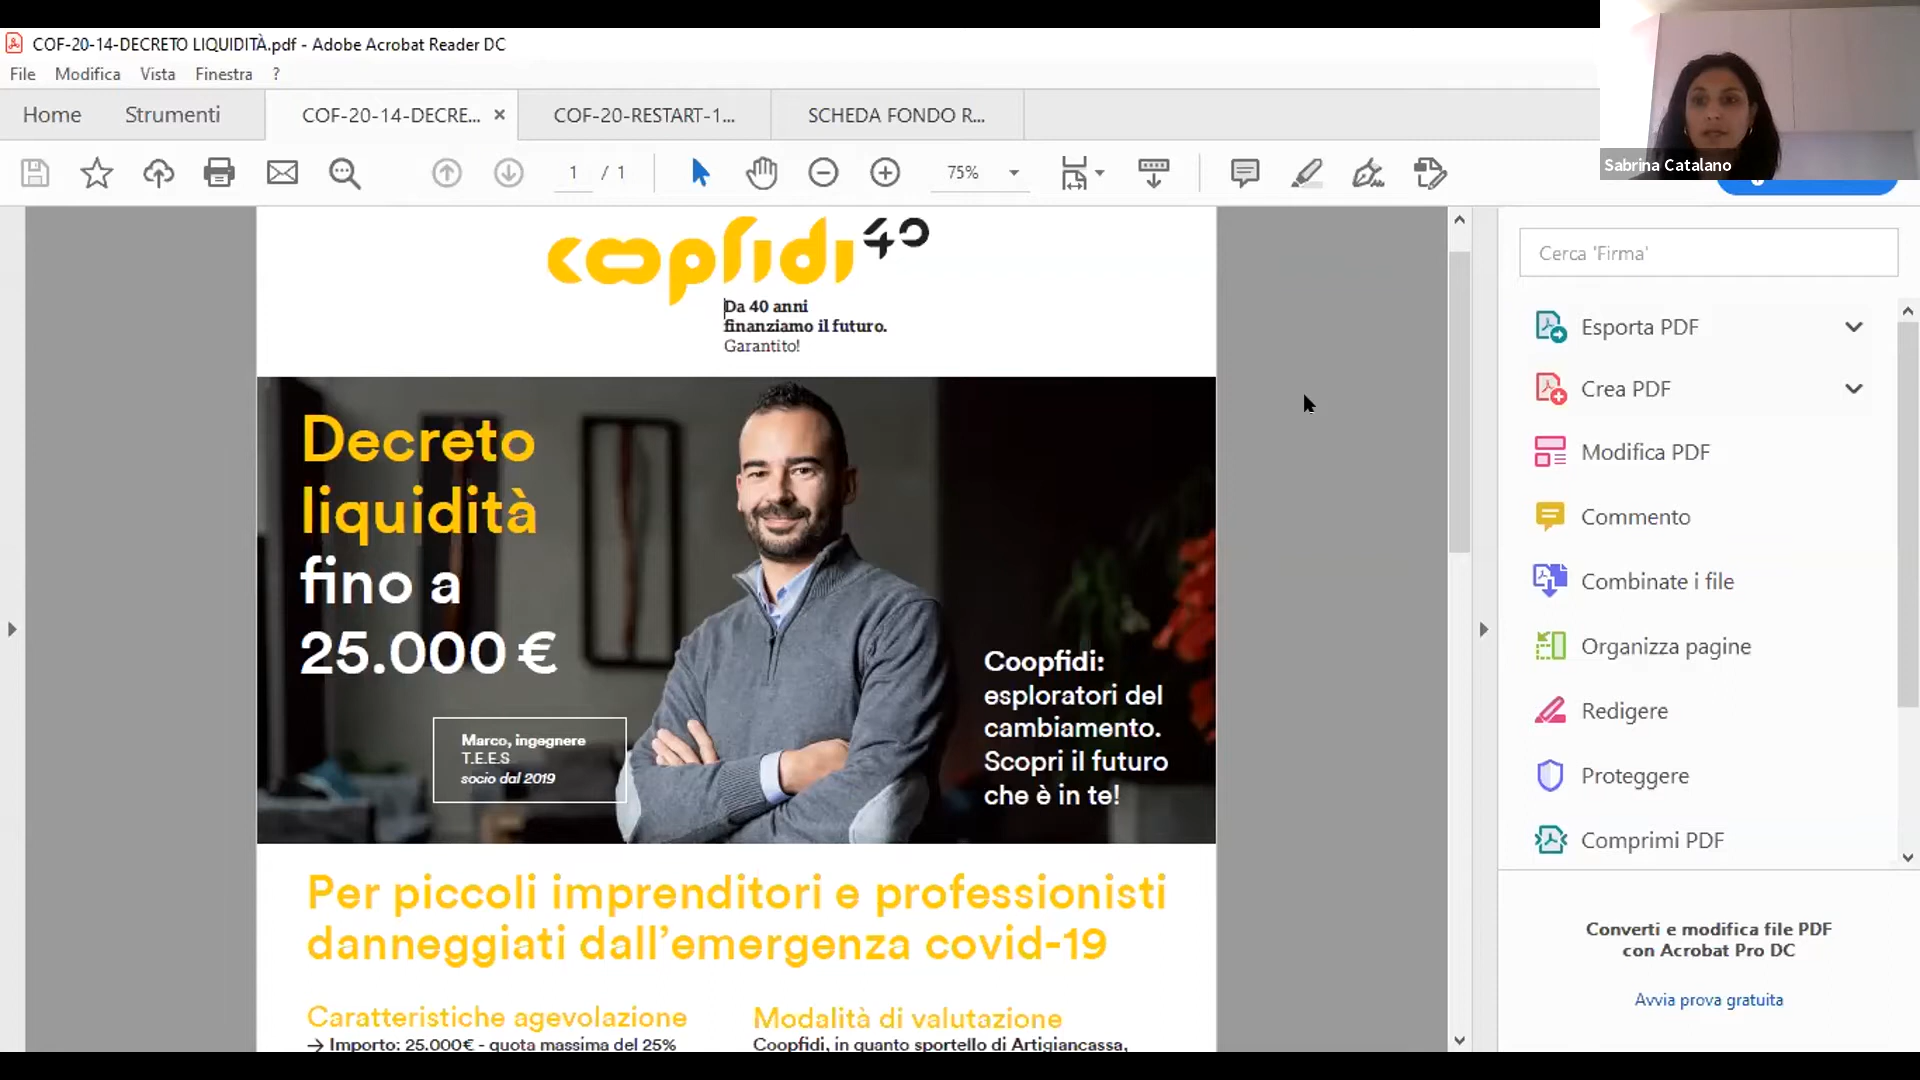 COF-20-14-DECRETO LIQUIDITÀ.pdf - Adobe Acrobat Reader DC
File Modifica Vista Finestra ?
Home Strumenti COF-20-14-DECRE... × COF-20-RESTART-1... SCHEDA FONDO R...
1 / 1 75%
Sabrina Catalano
coopfidi 40
Da 40 anni
finanziamo il futuro.
Garantito!
Decreto
liquidità
fino a
25.000 €
Marco, ingegnere
T.E.E.S
socio dal 2019
Coopfidi:
esploratori del
cambiamento.
Scopri il futuro
che è in te!
Per piccoli imprenditori e professionisti
danneggiati dall'emergenza covid-19
Caratteristiche agevolazione
→ Importo: 25.000€ - quota massima del 25%
Modalità di valutazione
Coopfidi, in quanto sportello di Artigiancassa,
Cerca 'Firma'
Esporta PDF
Crea PDF
Modifica PDF
Commento
Combinate i file
Organizza pagine
Redigere
Proteggere
Comprimi PDF
Converti e modifica file PDF
con Acrobat Pro DC
Avvia prova gratuita